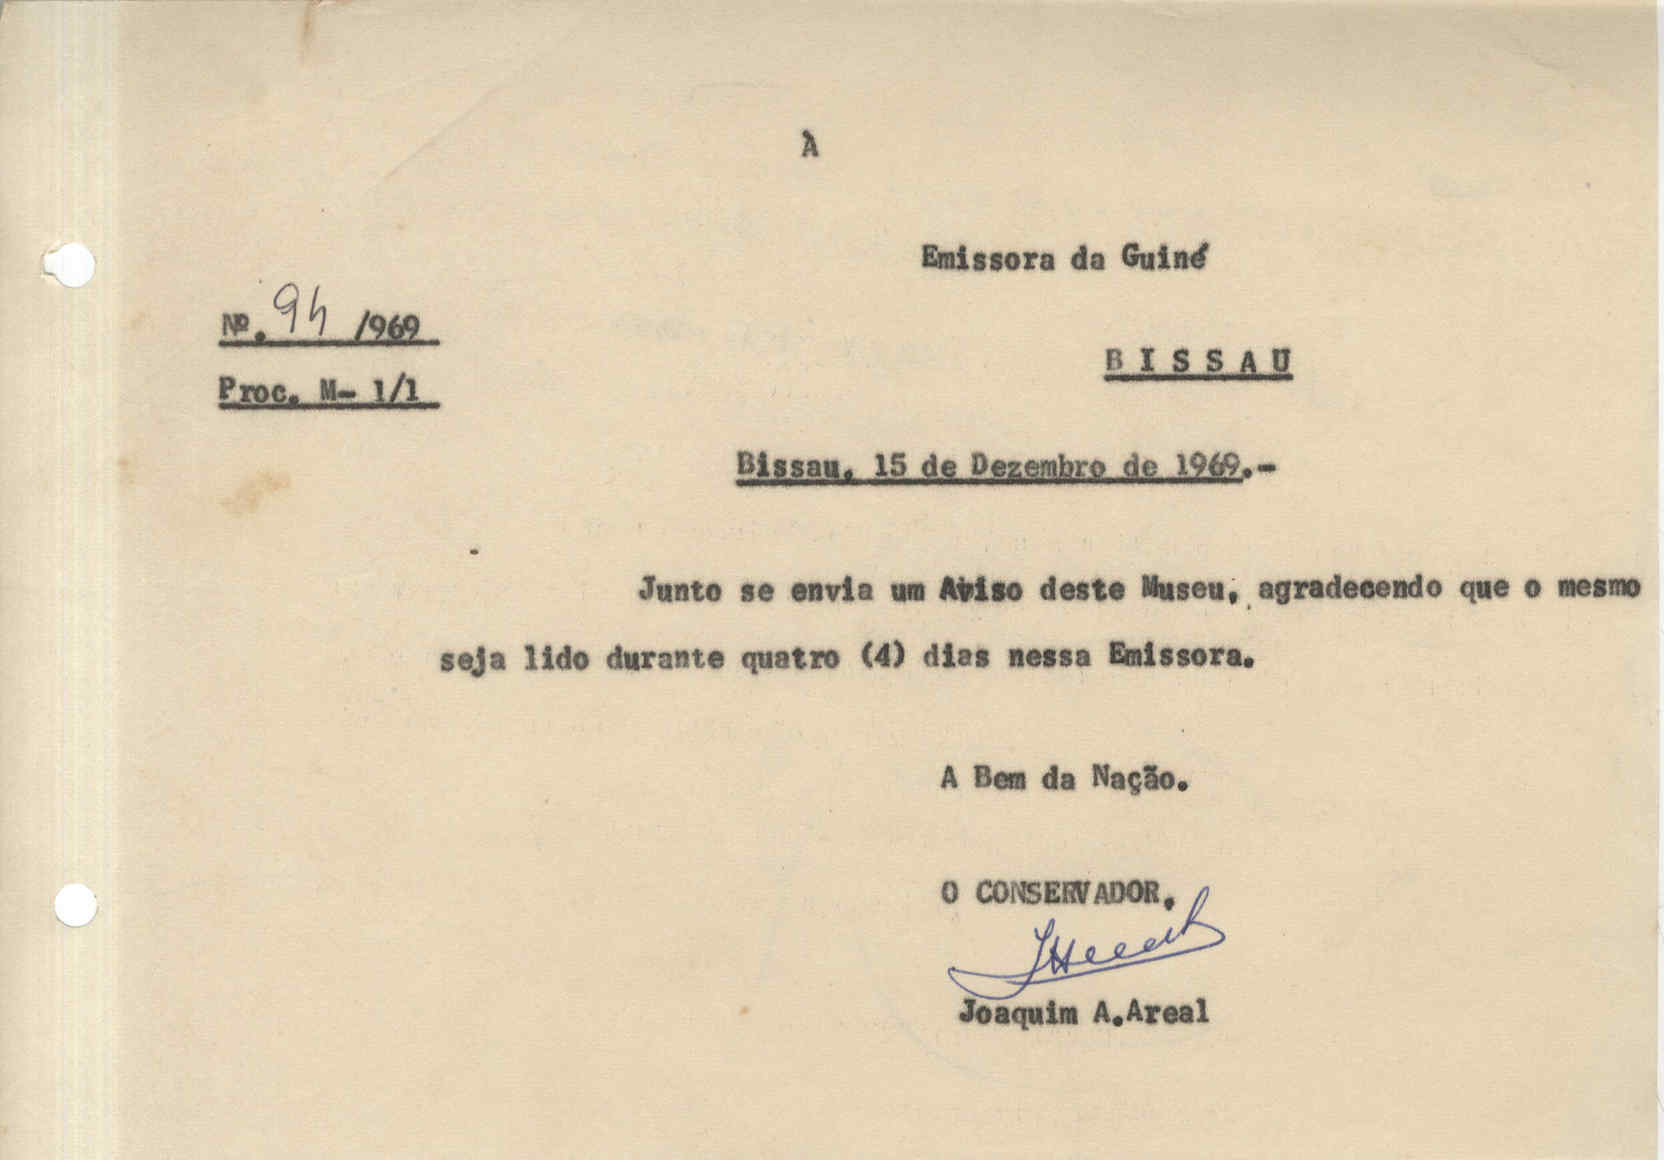 À
Emissora da Guiné
Nº. 94 /969
B I S S A U
Proc. M- 1/1
Bissau, 15 de Dezembro de 1969.-
Junto se envia um Aviso deste Museu, agradecendo que o mesmo
seja lido durante quatro (4) dias nessa Emissora.
A Bem da Nação.
O CONSERVADOR,
Joaquim A.Areal